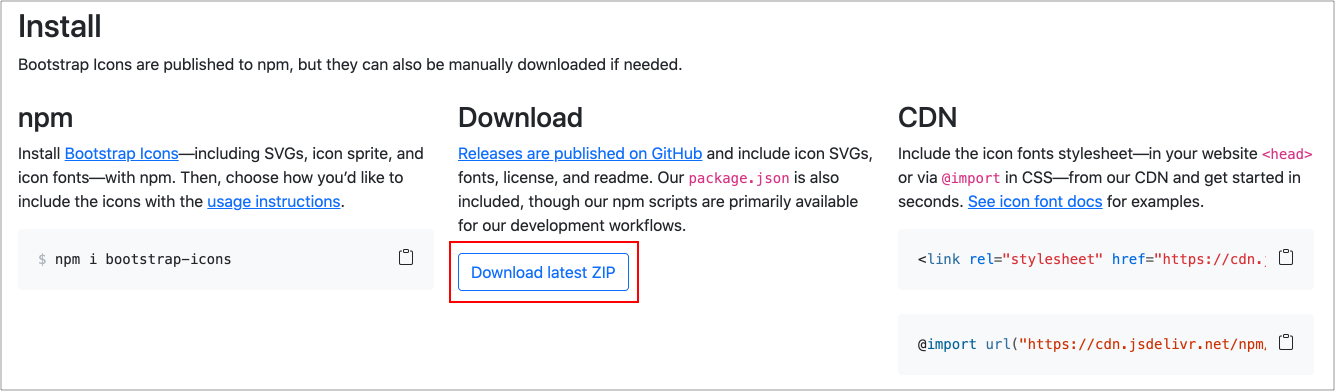 Install
Bootstrap Icons are published to npm, but they can also be manually downloaded if needed.
npm
Install Bootstrap Icons—including SVGs, icon sprite, and
icon fonts—with npm. Then, choose how you’d like to
include the icons with the usage instructions.
$ npm i bootstrap-icons
Download
Releases are published on GitHub and include icon SVGs,
fonts, license, and readme. Our package.json is also
included, though our npm scripts are primarily available
for our development workflows.
Download latest ZIP
CDN
Include the icon fonts stylesheet—in your website <head>
or via @import in CSS—from our CDN and get started in
seconds. See icon font docs for examples.
<link rel="stylesheet" href="https://cdn.j
@import url("https://cdn.jsdelivr.net/npm/